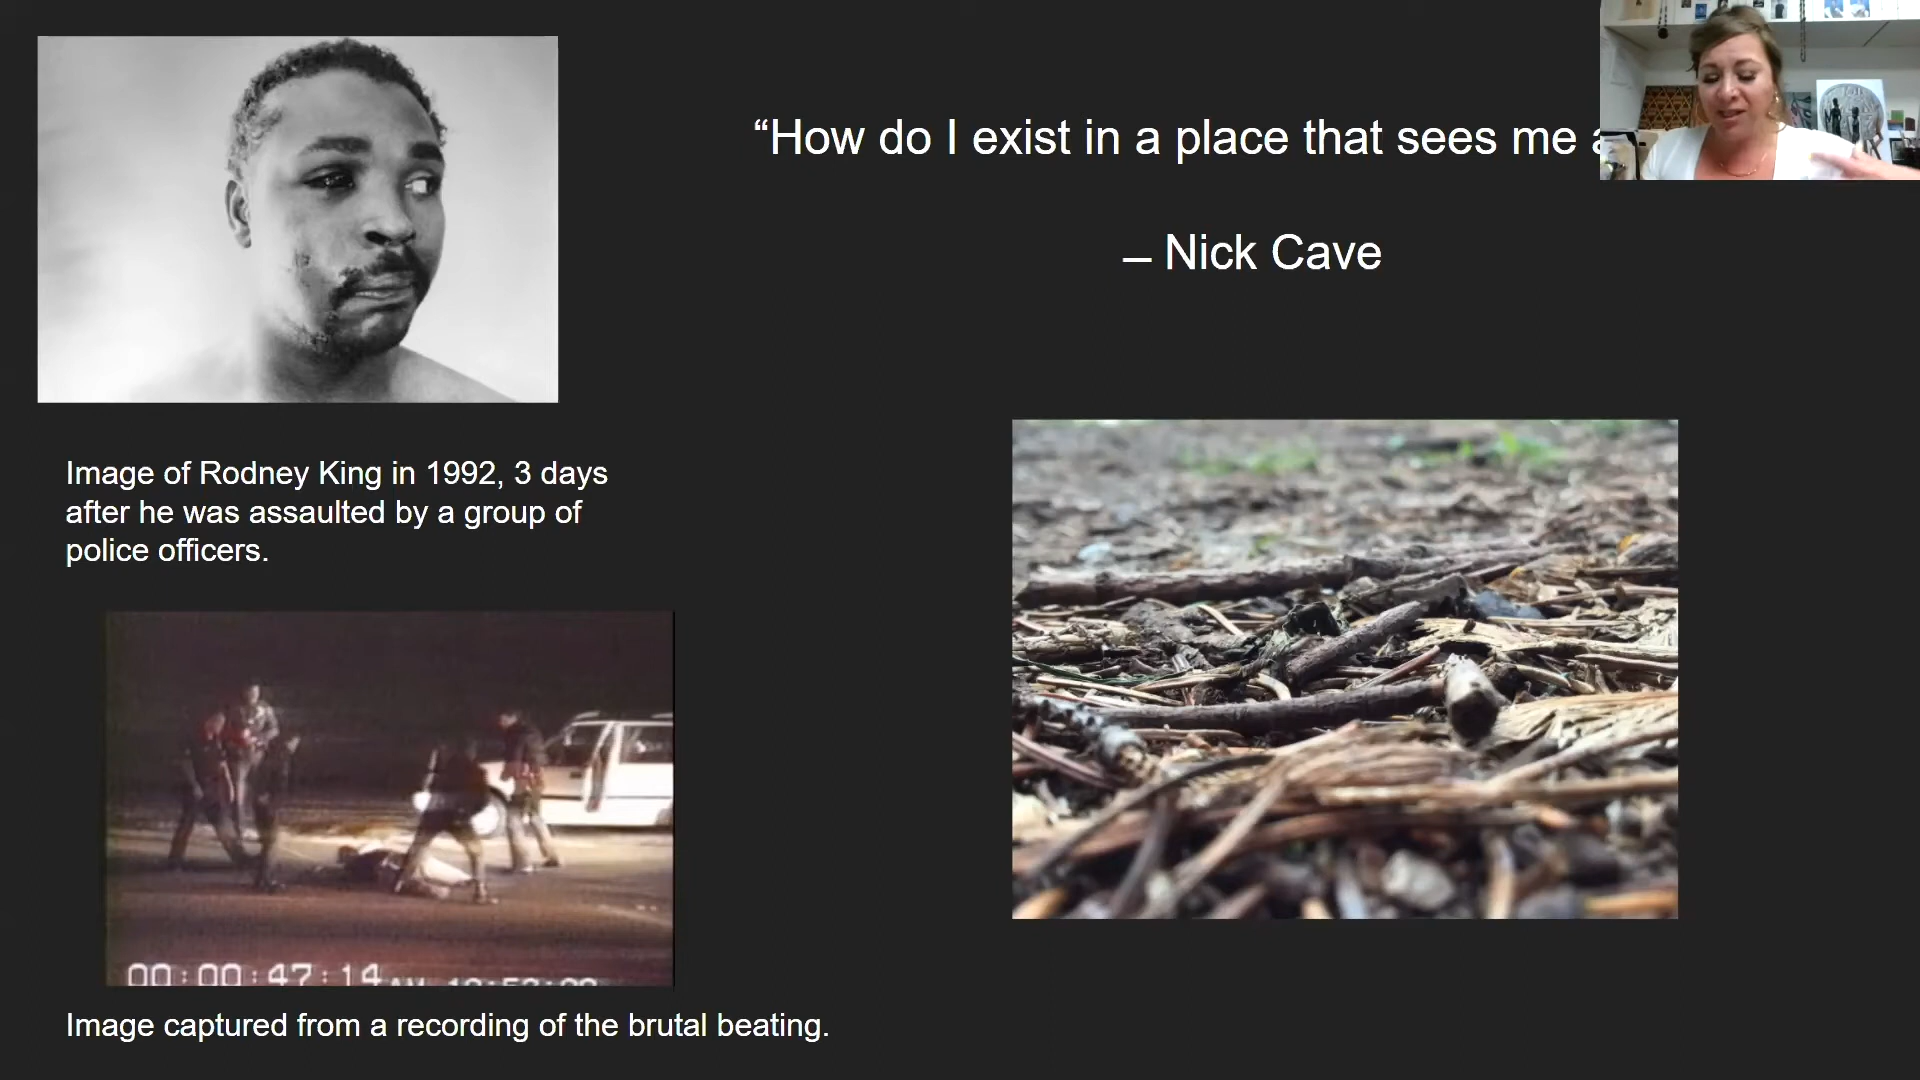 “How do I exist in a place that sees me
— Nick Cave
Image of Rodney King in 1992, 3 days
after he was assaulted by a group of
police officers.
00:00:47:14
Image captured from a recording of the brutal beating.